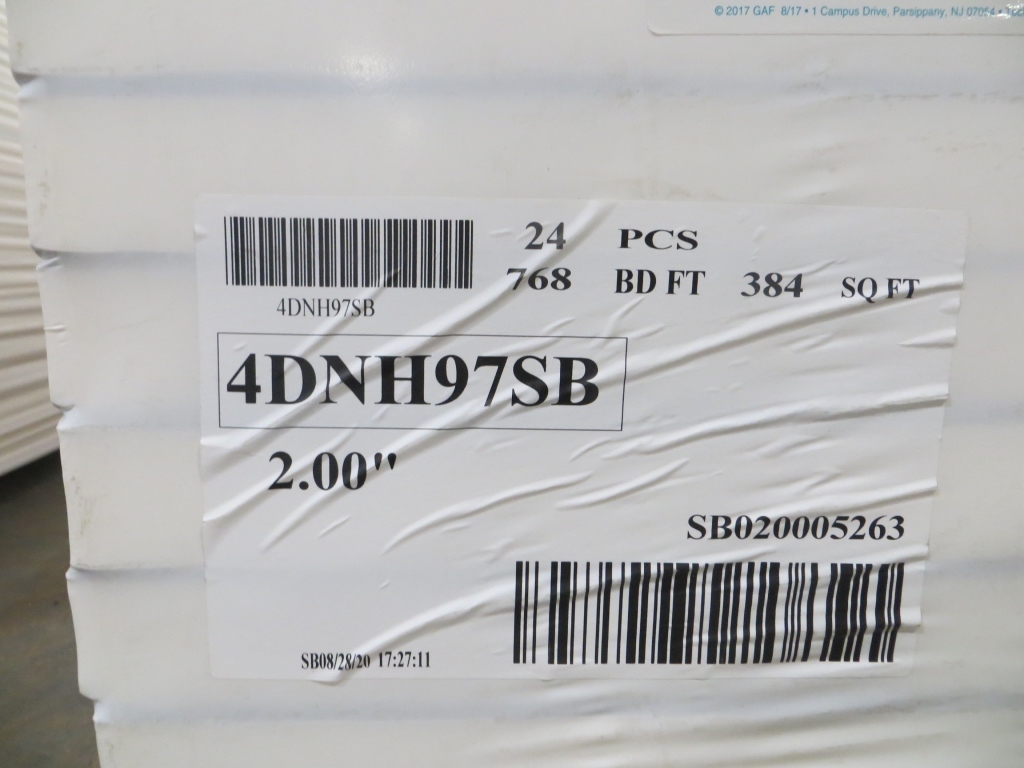 © 2017 GAF 8/17 • 1 Campus Drive, Parsippany, NJ 07054 •
24 PCS
768 BD FT 384 SQ FT
4DNH97SB
4DNH97SB
2.00"
SB020005263
SB08/28/20 17:27:11